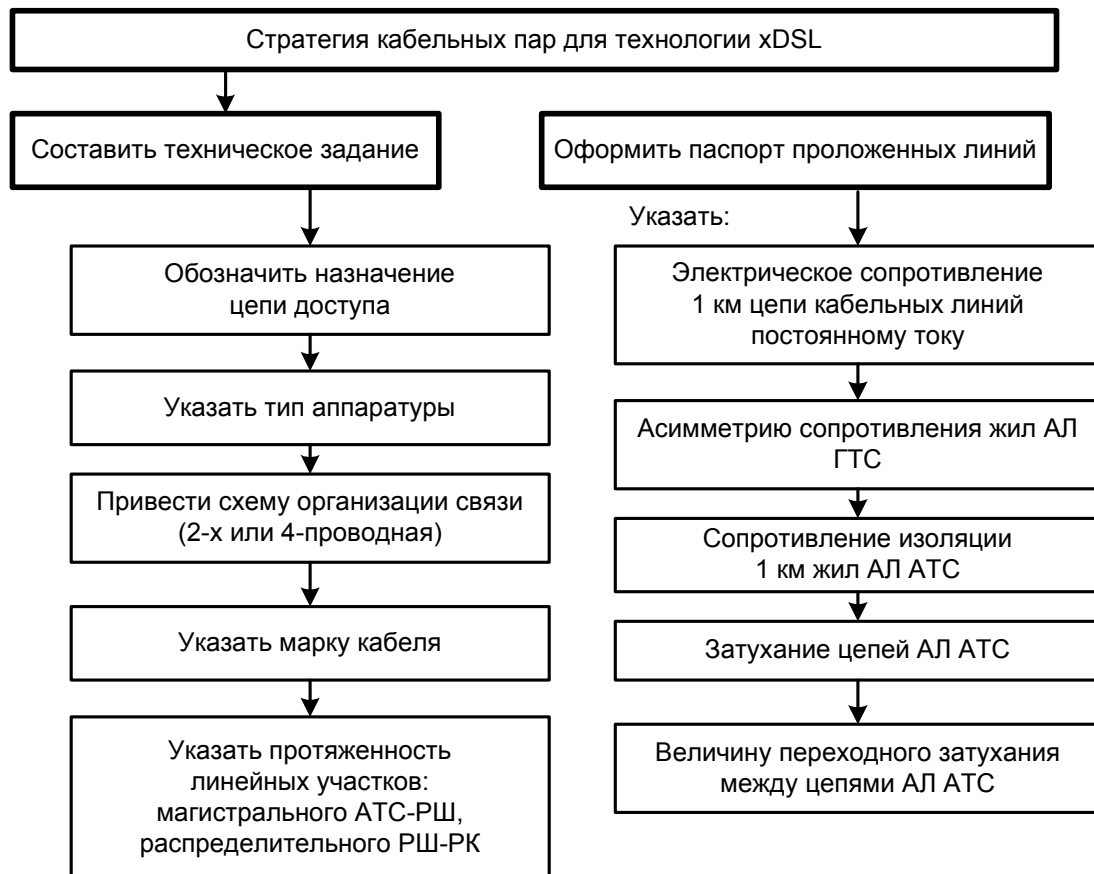 Стратегия кабельных пар для технологии xDSL
Составить техническое задание
Обозначить назначение
цепи доступа
Указать тип аппаратуры
Привести схему организации связи
(2-х или 4-проводная)
Указать марку кабеля
Указать протяженность
линейных участков:
магистрального АТС-РШ,
распределительного РШ-РК
Оформить паспорт проложенных линий
Указать:
Электрическое сопротивление
1 км цепи кабельных линий
постоянному току
Асимметрию сопротивления жил АЛ
ГТС
Сопротивление изоляции
1 км жил АЛ АТС
Затухание цепей АЛ АТС
Величину переходного затухания
между цепями АЛ АТС